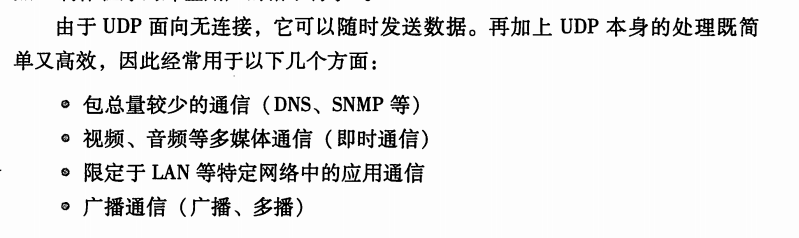 由于 UDP 面向无连接，它可以随时发送数据。再加上 UDP 本身的处理既简
单又高效，因此经常用于以下几个方面：
• 包总量较少的通信（DNS、SNMP 等）
• 视频、音频等多媒体通信（即时通信）
• 限定于 LAN 等特定网络中的应用通信
• 广播通信（广播、多播）